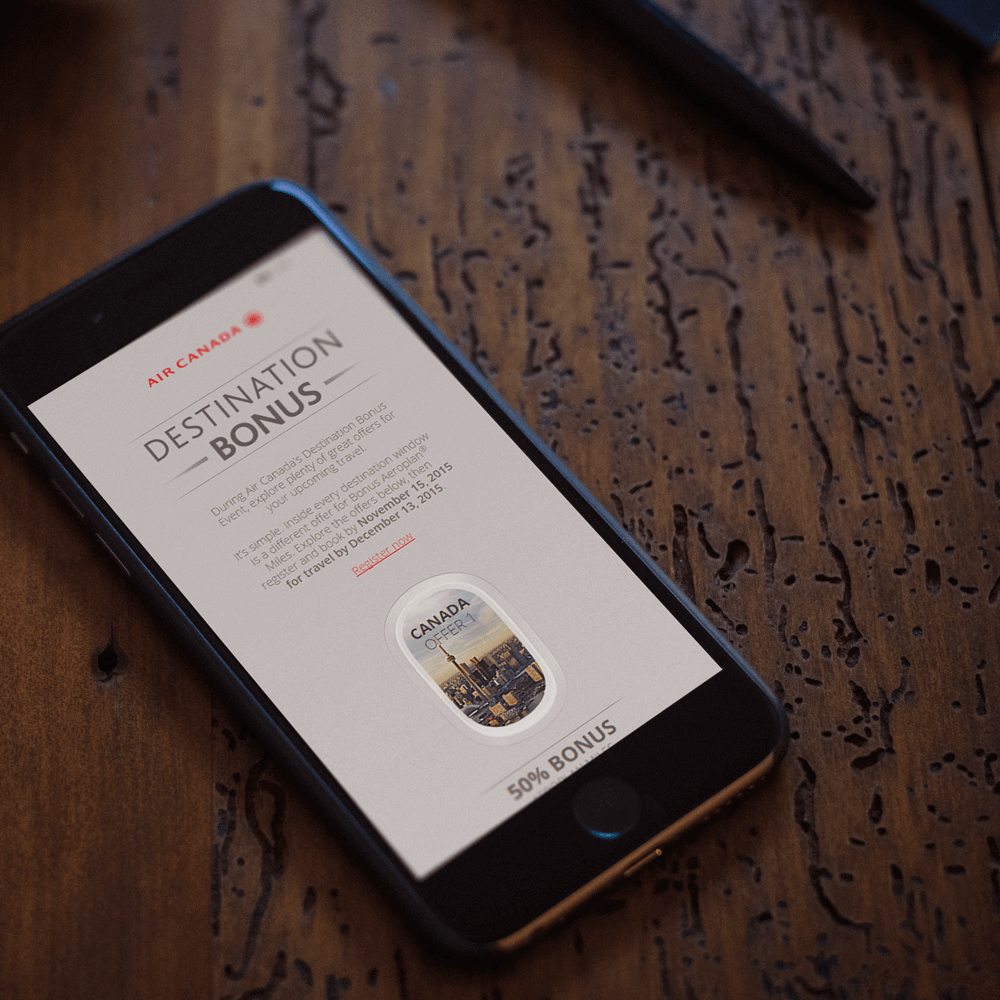 AIR CANADA
DESTINATION
BONUS
During Air Canada's Destination Bonus
Event, explore plenty of great offers for
your upcoming travel.
It's simple. Inside every destination window
is a different offer for Bonus Aeroplan®
Miles. Explore the offers below, then
register and book by November 15, 2015
for travel by December 13, 2015.
Register now
CANADA
OFFER 1
50% BONUS